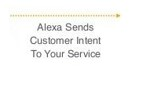 Alexa Sends
Customer Intent
To Your Service